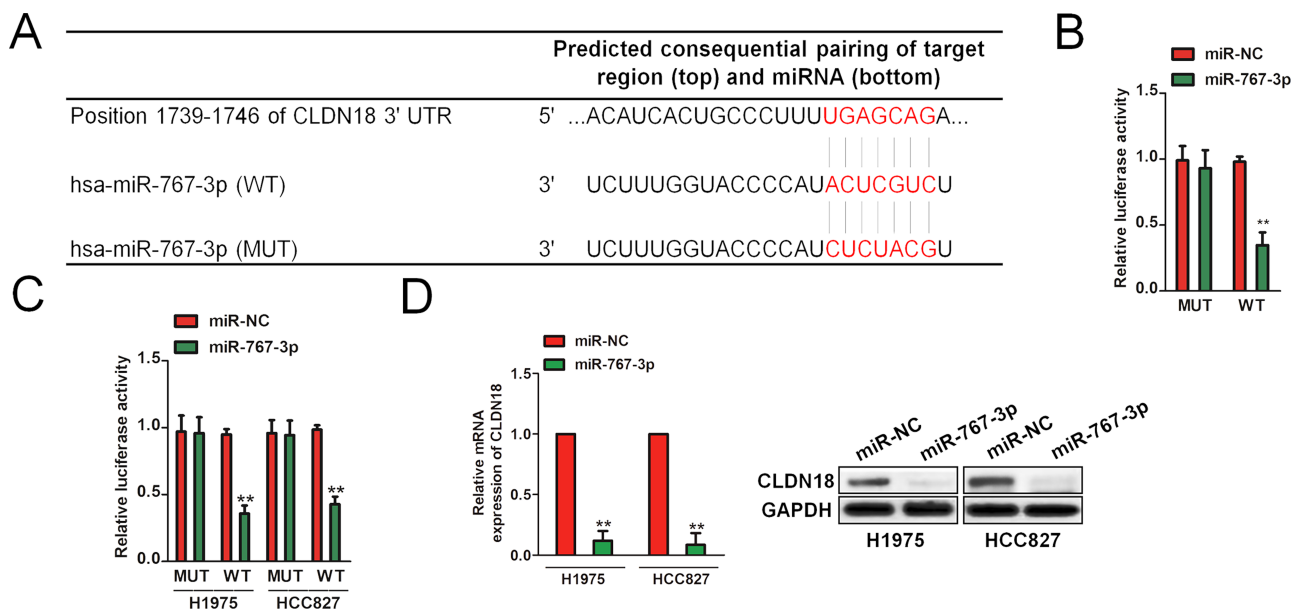 A
Predicted consequential pairing of target
region (top) and miRNA (bottom)
Position 1739-1746 of CLDN18 3' UTR 5' ...ACAUCACUGCCCUUUUGAGCAGA...
hsa-miR-767-3p (WT) 3' UCUUUGGUACCCCAUACUCGUCU
hsa-miR-767-3p (MUT) 3' UCUUUGGUACCCCAUCUCUACGU
B
miR-NC
miR-767-3p
Relative luciferase activity
1.5
1.0
0.5
0.0
**
MUT WT
C
miR-NC
miR-767-3p
Relative luciferase activity
1.5
1.0
0.5
0.0
** **
MUT WT MUT WT
H1975 HCC827
D
miR-NC
miR-767-3p
Relative mRNA
expression of CLDN18
1.5
1.0
0.5
0.0
** **
H1975 HCC827
miR-NC miR-767-3p miR-NC miR-767-3p
CLDN18
GAPDH
H1975 HCC827